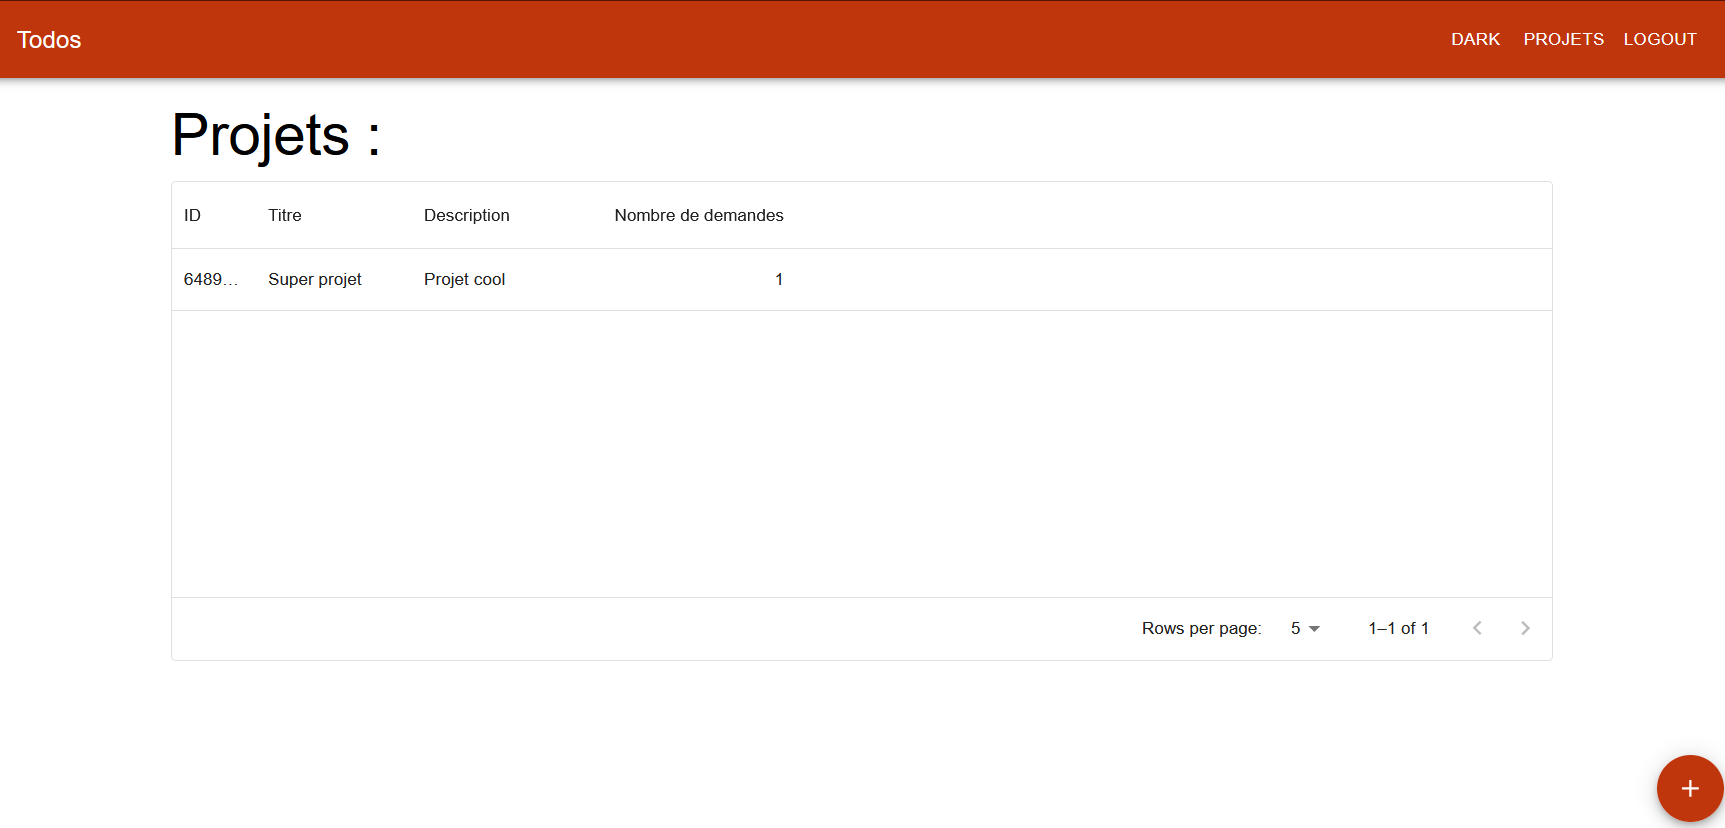 Todos DARK PROJETS LOGOUT
Projets :
ID Titre Description Nombre de demandes
6489... Super projet Projet cool 1
Rows per page: 5 1–1 of 1
+